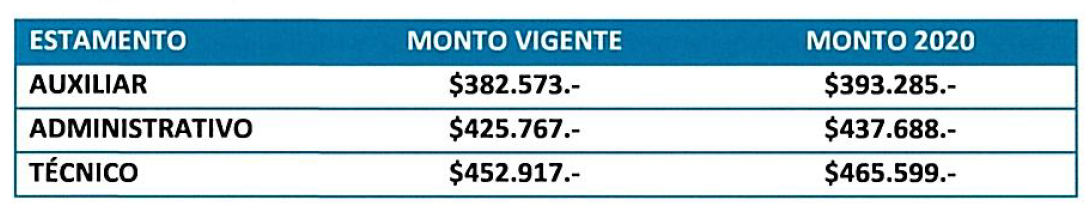 ESTAMENTO MONTO VIGENTE MONTO 2020
AUXILIAR $382.573.- $393.285.-
ADMINISTRATIVO $425.767.- $437.688.-
TÉCNICO $452.917.- $465.599.-